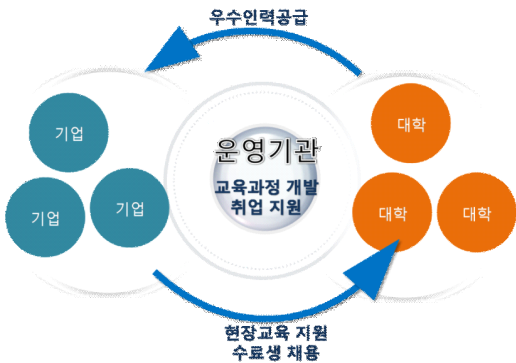 우수인력공급
기업
기업
기업
운영기관
교육과정 개발
취업 지원
대학
대학
대학
현장교육 지원
수료생 채용